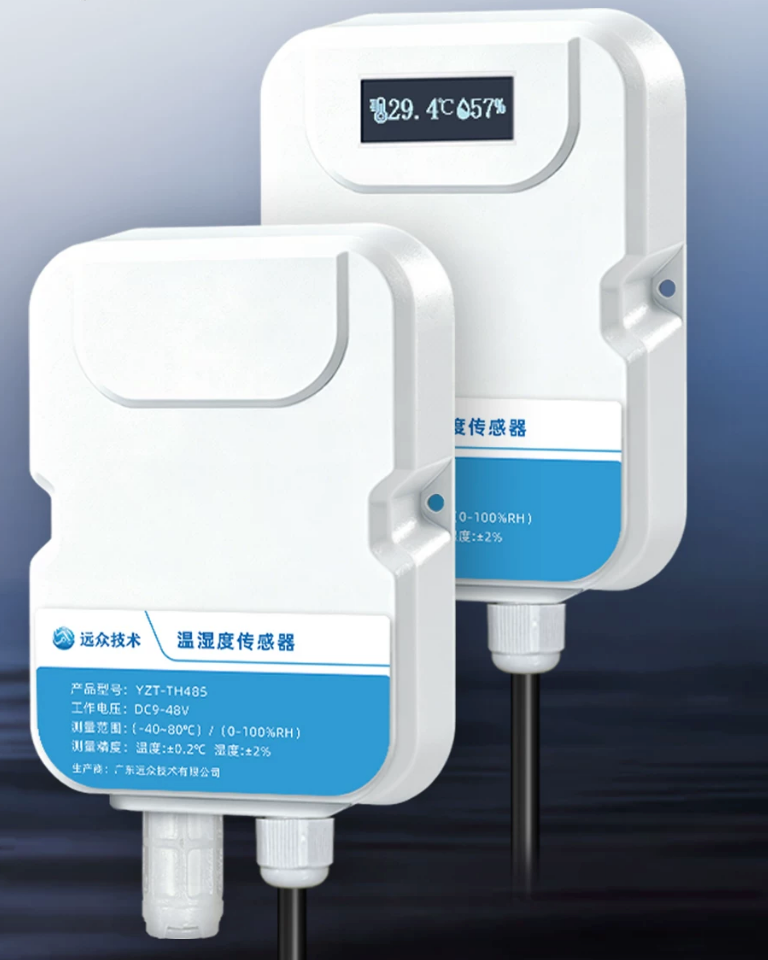 29.4℃ 57%
度传感器
(0-100%RH)
度:±2%
远众技术 温湿度传感器
产品型号: YZT-TH485
工作电压: DC9-48V
测量范围: (-40~80℃) / (0-100%RH)
测量精度: 温度:±0.2℃ 湿度:±2%
生产商: 广东远众技术有限公司